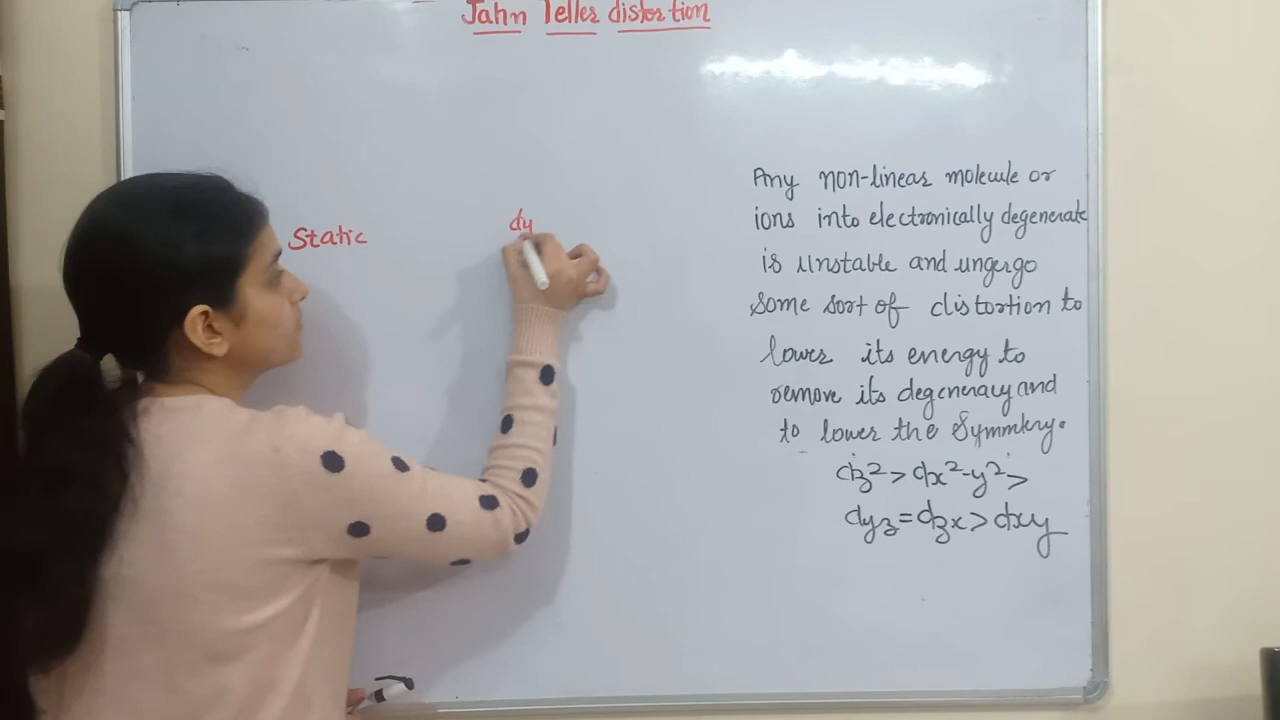 Jahn Teller distortion
Static
dy
Any non-linear molecule or
ions into electronically degenerate
is unstable and ungergo
some sort of distortion to
lower its energy to
remove its degeneracy and
to lower the Symmtry.
dz²>dx²-y²>
dyz=dzx>dxy